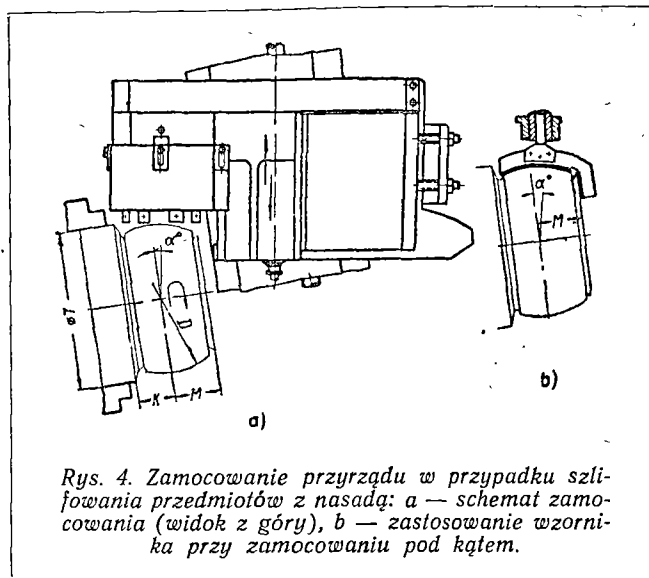 α°
α°
M
⌀7
D
K
M
a)
b)
Rys. 4. Zamocowanie przyrządu w przypadku szli-
fowania przedmiotów z nasadą: a — schemat zamo-
cowania (widok z góry), b — zastosowanie wzorni-
ka przy zamocowaniu pod kątem.